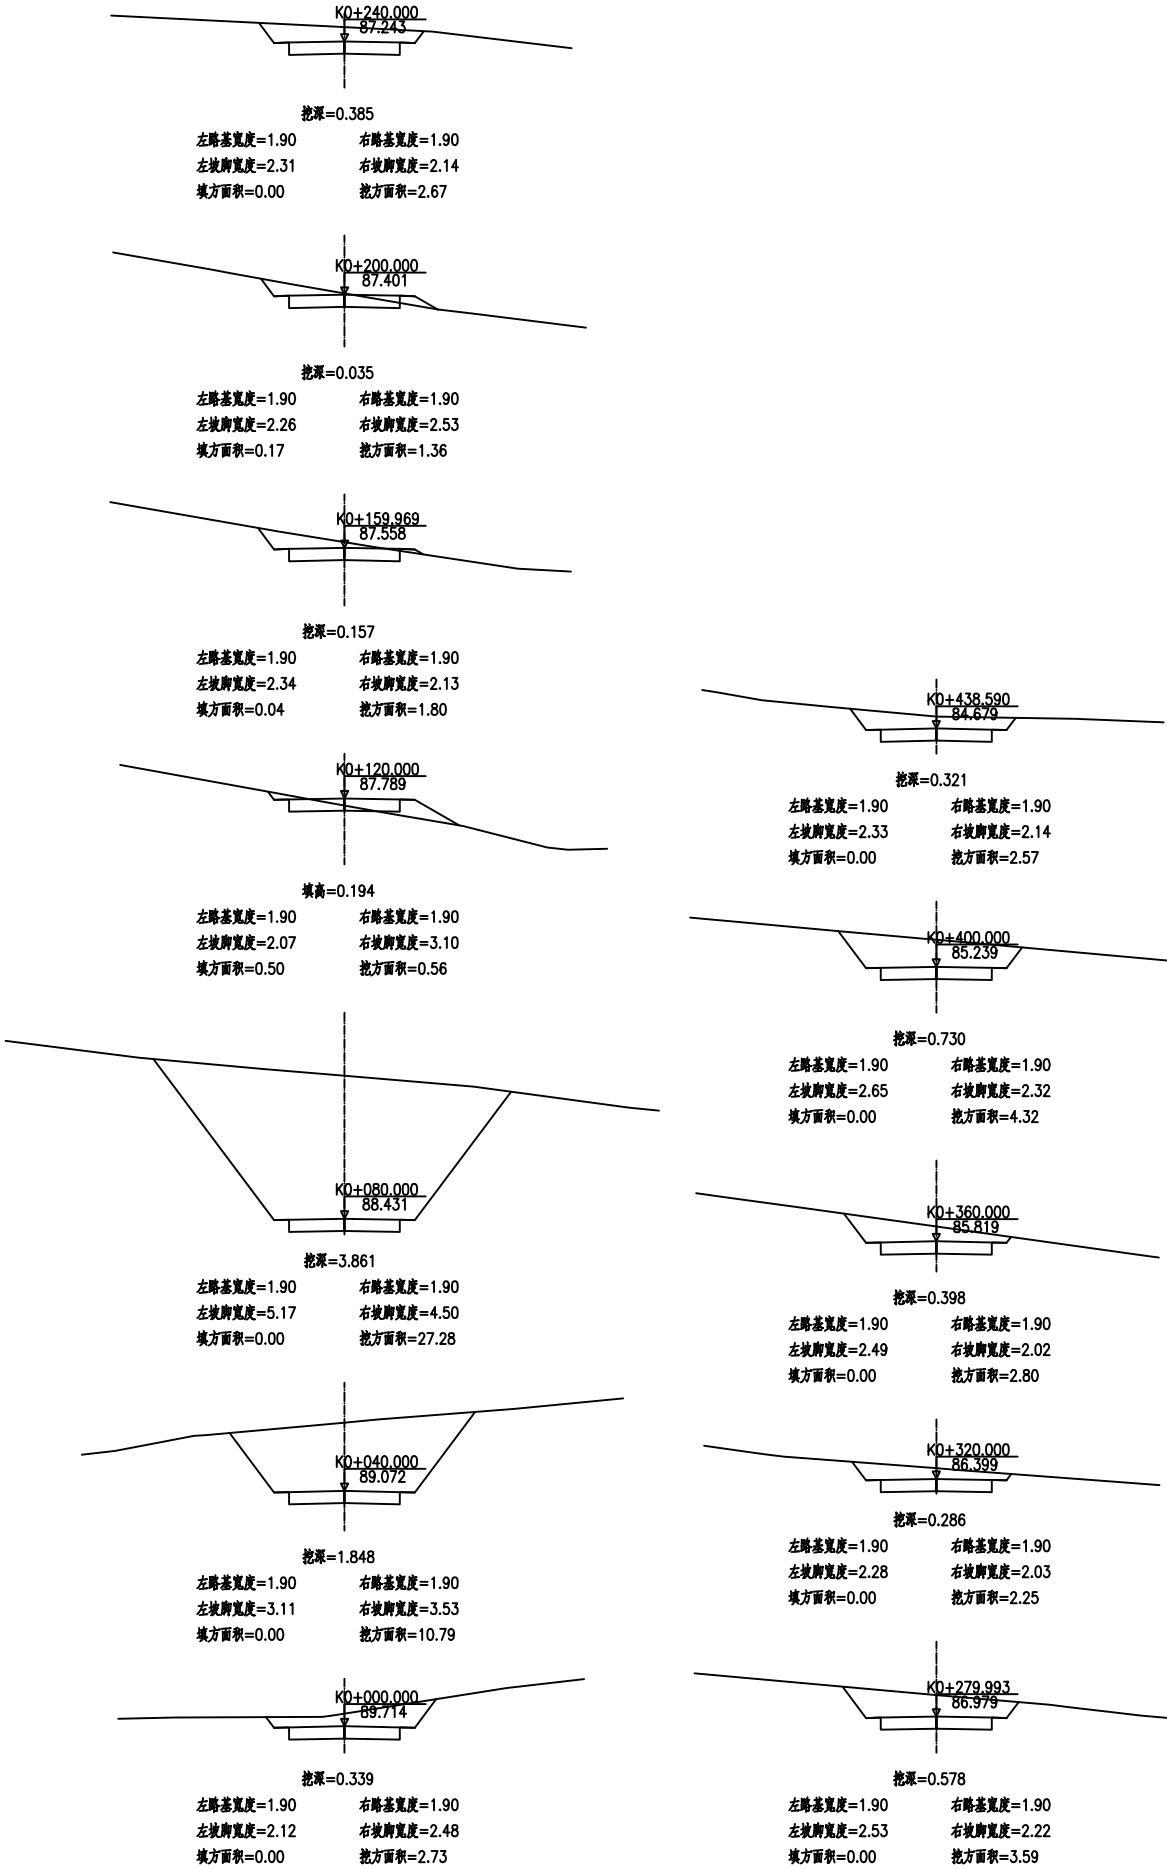 K0+240.000
87.243
挖深=0.385
左路基宽度=1.90 右路基宽度=1.90
左坡脚宽度=2.31 右坡脚宽度=2.14
填方面积=0.00 挖方面积=2.67
K0+200.000
87.401
挖深=0.035
左路基宽度=1.90 右路基宽度=1.90
左坡脚宽度=2.26 右坡脚宽度=2.53
填方面积=0.17 挖方面积=1.36
K0+159.969
87.558
挖深=0.157
左路基宽度=1.90 右路基宽度=1.90
左坡脚宽度=2.34 右坡脚宽度=2.13
填方面积=0.04 挖方面积=1.80
K0+120.000
87.789
填高=0.194
左路基宽度=1.90 右路基宽度=1.90
左坡脚宽度=2.07 右坡脚宽度=3.10
填方面积=0.50 挖方面积=0.56
K0+080.000
88.431
挖深=3.861
左路基宽度=1.90 右路基宽度=1.90
左坡脚宽度=5.17 右坡脚宽度=4.50
填方面积=0.00 挖方面积=27.28
K0+040.000
89.072
挖深=1.848
左路基宽度=1.90 右路基宽度=1.90
左坡脚宽度=3.11 右坡脚宽度=3.53
填方面积=0.00 挖方面积=10.79
K0+000.000
89.714
挖深=0.339
左路基宽度=1.90 右路基宽度=1.90
左坡脚宽度=2.12 右坡脚宽度=2.48
填方面积=0.00 挖方面积=2.73
K0+438.590
84.679
挖深=0.321
左路基宽度=1.90 右路基宽度=1.90
左坡脚宽度=2.33 右坡脚宽度=2.14
填方面积=0.00 挖方面积=2.57
K0+400.000
85.239
挖深=0.730
左路基宽度=1.90 右路基宽度=1.90
左坡脚宽度=2.65 右坡脚宽度=2.32
填方面积=0.00 挖方面积=4.32
K0+360.000
85.819
挖深=0.398
左路基宽度=1.90 右路基宽度=1.90
左坡脚宽度=2.49 右坡脚宽度=2.02
填方面积=0.00 挖方面积=2.80
K0+320.000
86.399
挖深=0.286
左路基宽度=1.90 右路基宽度=1.90
左坡脚宽度=2.28 右坡脚宽度=2.03
填方面积=0.00 挖方面积=2.25
K0+279.993
86.979
挖深=0.578
左路基宽度=1.90 右路基宽度=1.90
左坡脚宽度=2.53 右坡脚宽度=2.22
填方面积=0.00 挖方面积=3.59